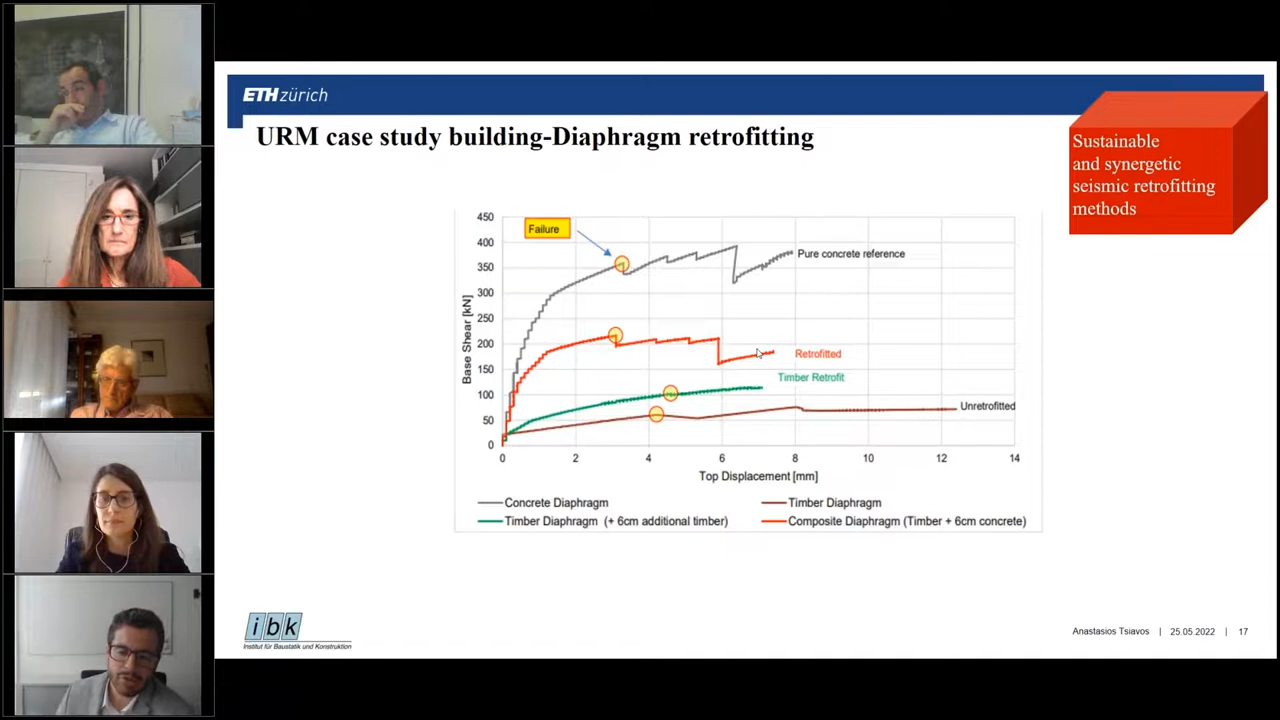 ETH zürich
URM case study building-Diaphragm retrofitting
Sustainable
and synergetic
seismic retrofitting
methods
Failure
450
400
350
300
250
200
150
100
50
0
Base Shear [kN]
Pure concrete reference
Retrofitted
Timber Retrofit
Unretrofitted
0 2 4 6 8 10 12 14
Top Displacement [mm]
Concrete Diaphragm
Timber Diaphragm
Timber Diaphragm (+ 6cm additional timber)
Composite Diaphragm (Timber + 6cm concrete)
ibk
Institut für Baustatik und Konstruktion
Anastasios Tsiavos | 25.05.2022 | 17